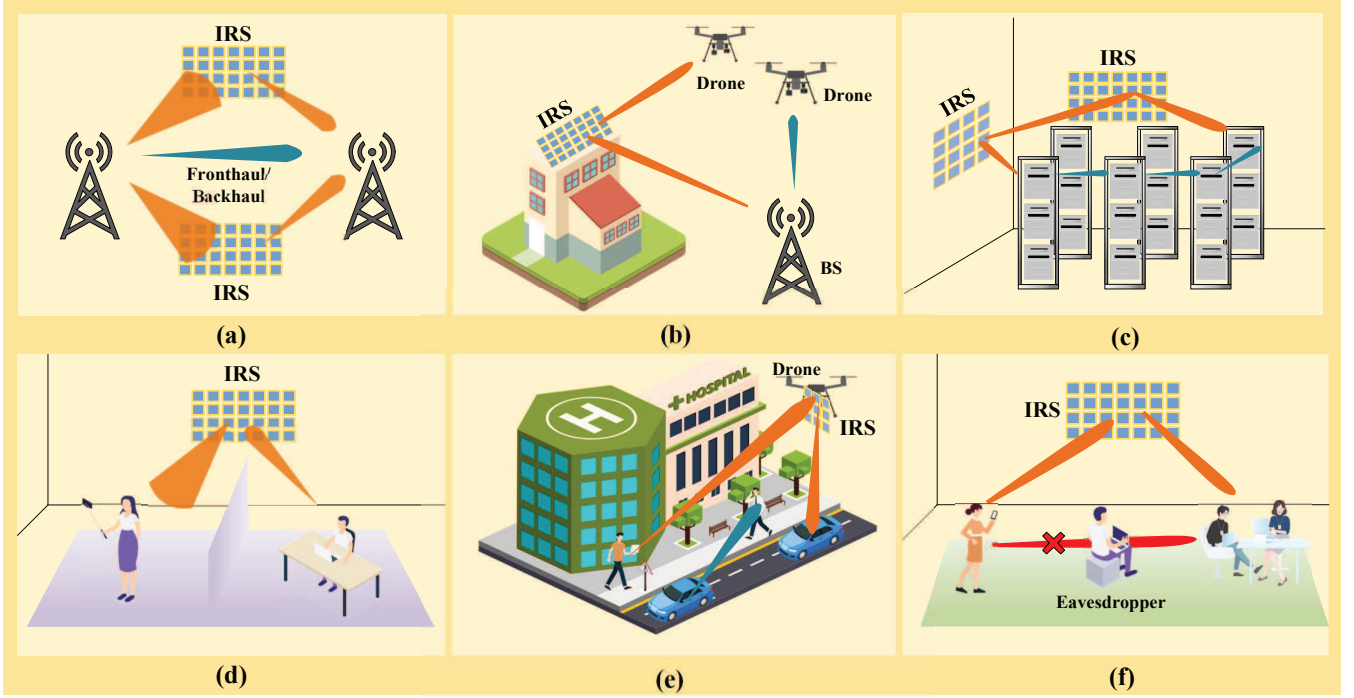 IRS
Fronthaul/
Backhaul
IRS
(a)
IRS
Drone
Drone
BS
(b)
IRS
IRS
(c)
IRS
(d)
HOSPITAL
H
Drone
IRS
(e)
IRS
Eavesdropper
(f)